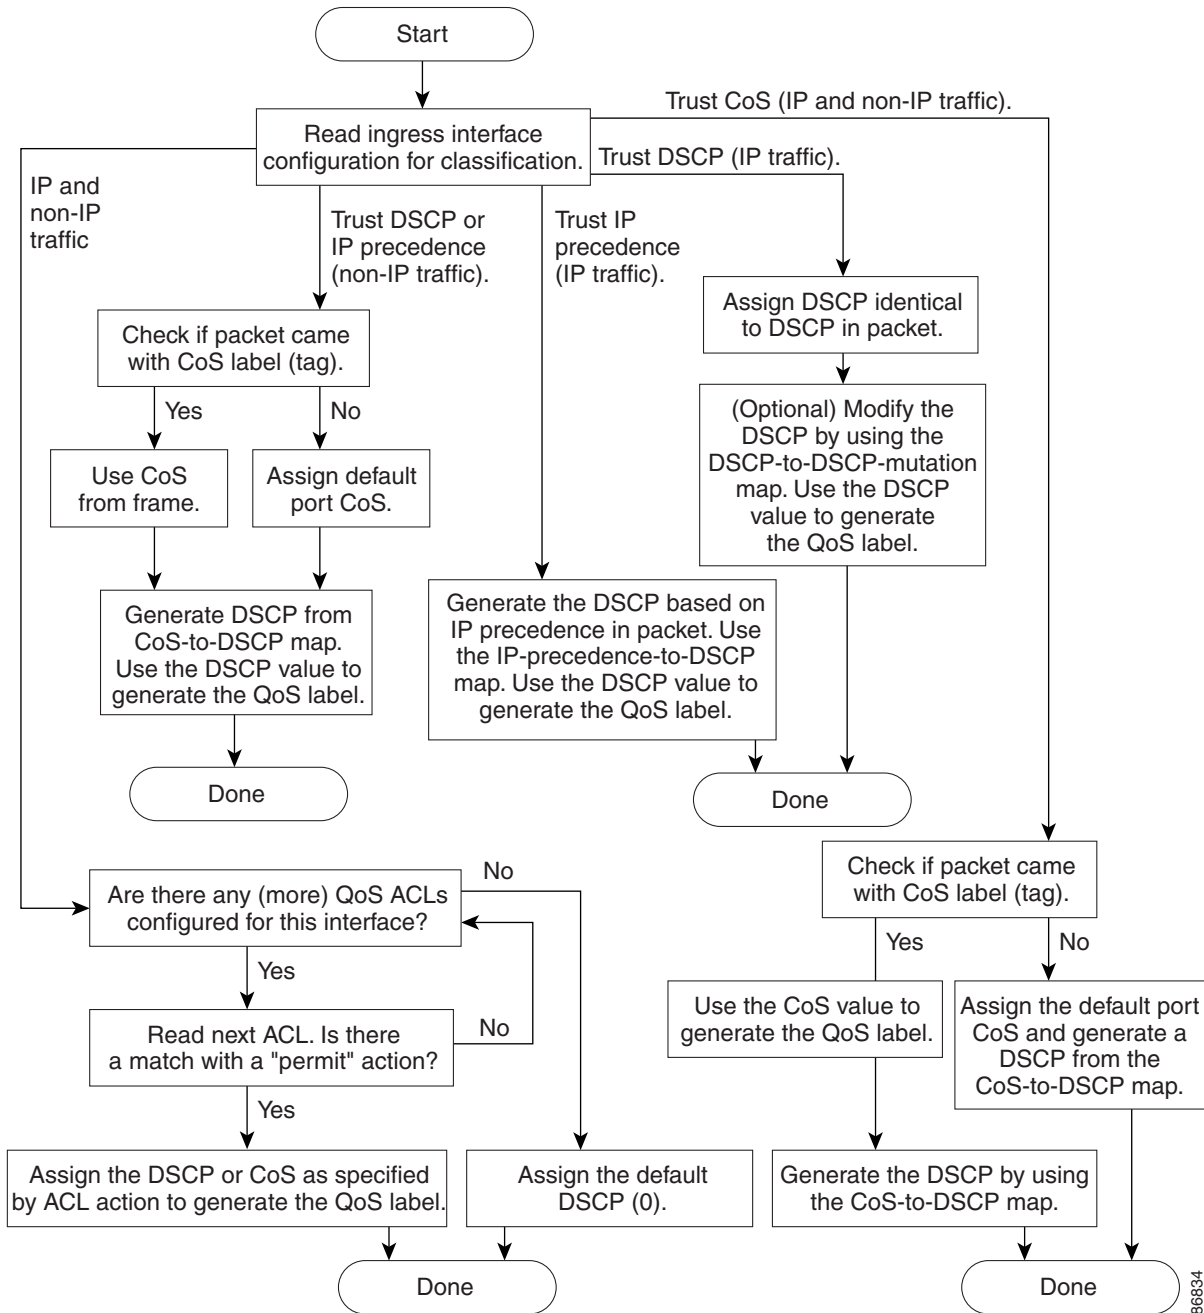 Start
Trust CoS (IP and non-IP traffic).
Read ingress interface
configuration for classification.
Trust DSCP (IP traffic).
IP and
non-IP
traffic
Trust DSCP or
IP precedence
(non-IP traffic).
Trust IP
precedence
(IP traffic).
Assign DSCP identical
to DSCP in packet.
Check if packet came
with CoS label (tag).
Yes
No
(Optional) Modify the
DSCP by using the
DSCP-to-DSCP-mutation
map. Use the DSCP
value to generate
the QoS label.
Use CoS
from frame.
Assign default
port CoS.
Generate DSCP from
CoS-to-DSCP map.
Use the DSCP value to
generate the QoS label.
Generate the DSCP based on
IP precedence in packet. Use
the IP-precedence-to-DSCP
map. Use the DSCP value to
generate the QoS label.
Done
Done
Check if packet came
with CoS label (tag).
Are there any (more) QoS ACLs
configured for this interface?
No
Yes
Yes
No
Read next ACL. Is there
a match with a "permit" action?
No
Use the CoS value to
generate the QoS label.
Assign the default port
CoS and generate a
DSCP from the
CoS-to-DSCP map.
Yes
Assign the DSCP or CoS as specified
by ACL action to generate the QoS label.
Assign the default
DSCP (0).
Generate the DSCP by using
the CoS-to-DSCP map.
Done
Done
86834